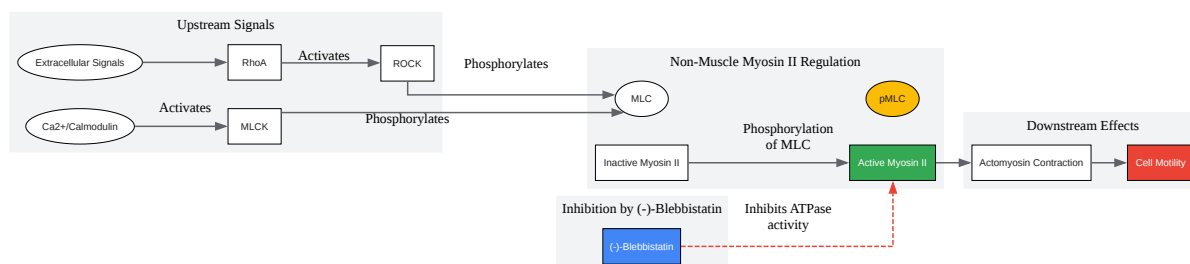 Upstream Signals
Extracellular Signals
RhoA
Activates
ROCK
Phosphorylates
Ca2+/Calmodulin
Activates
MLCK
Phosphorylates
Non-Muscle Myosin II Regulation
MLC
pMLC
Inactive Myosin II
Phosphorylation
of MLC
Active Myosin II
Downstream Effects
Actomyosin Contraction
Cell Motility
Inhibition by (-)-Blebbistatin
(-)-Blebbistatin
Inhibits ATPase
activity